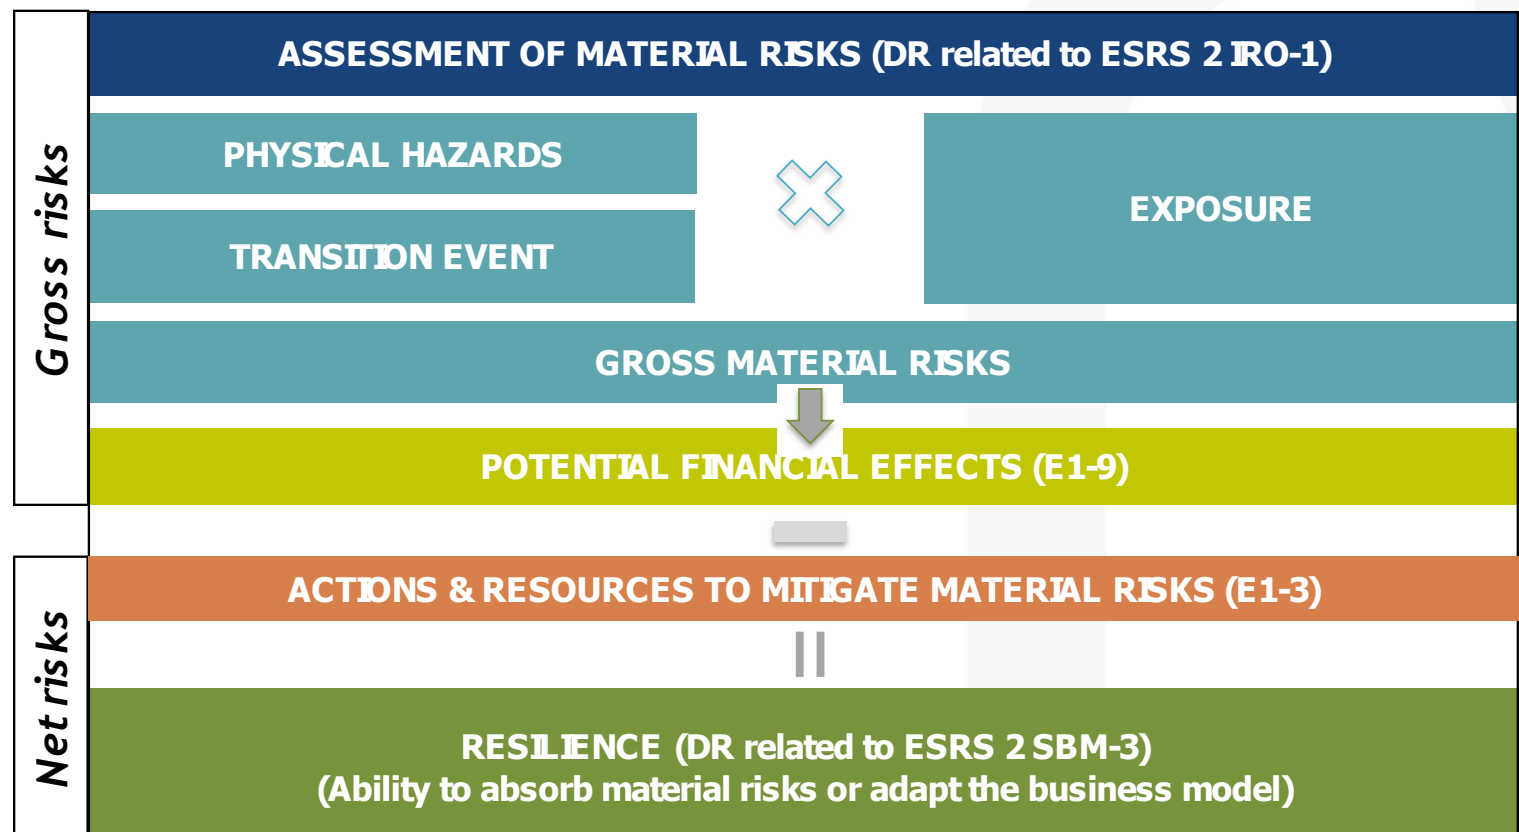 ASSESSMENT OF MATERIAL RISKS (DR related to ESRS 2 IRO-1)
Gross risks
PHYSICAL HAZARDS
TRANSITION EVENT
EXPOSURE
GROSS MATERIAL RISKS
POTENTIAL FINANCIAL EFFECTS (E1-9)
Net risks
ACTIONS & RESOURCES TO MITIGATE MATERIAL RISKS (E1-3)
RESILIENCE (DR related to ESRS 2 SBM-3)
(Ability to absorb material risks or adapt the business model)